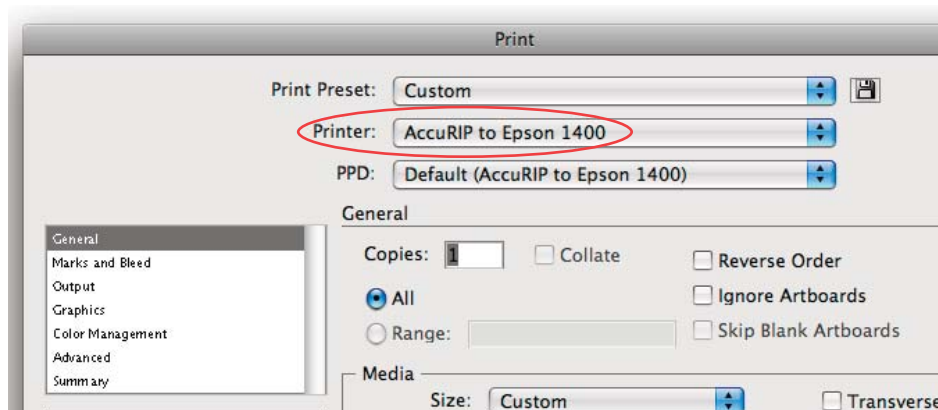 Print
Print Preset: Custom
Printer: AccuRIP to Epson 1400
PPD: Default (AccuRIP to Epson 1400)
General
Marks and Bleed
Output
Graphics
Color Management
Advanced
Summary
General
Copies: 1 Collate Reverse Order
All Ignore Artboards
Range: Skip Blank Artboards
Media
Size: Custom Transverse